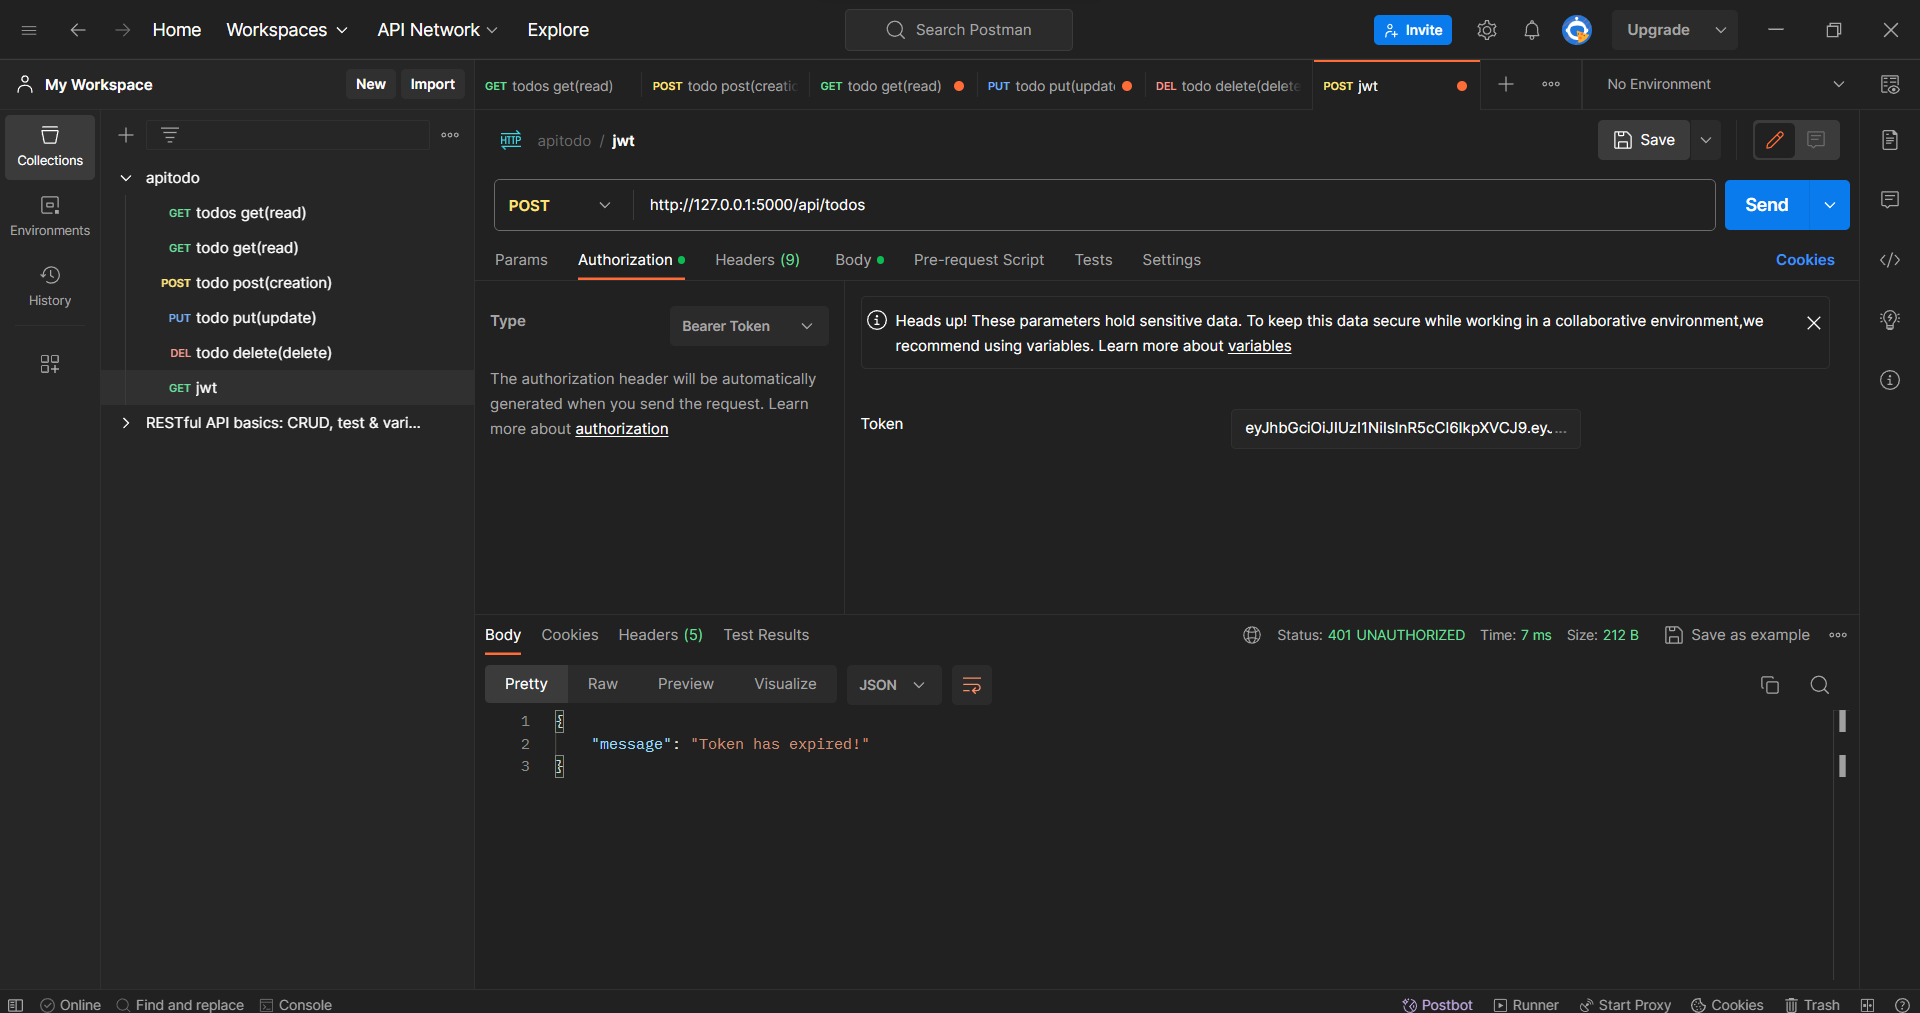 Home Workspaces API Network Explore Search Postman Invite Upgrade
My Workspace New Import GET todos get(read) POST todo post(creatic GET todo get(read) PUT todo put(updat DEL todo delete(delete POST jwt No Environment
Collections
Environments
History
apitodo
GET todos get(read)
GET todo get(read)
POST todo post(creation)
PUT todo put(update)
DEL todo delete(delete)
GET jwt
RESTful API basics: CRUD, test & vari...
HTTP apitodo / jwt Save
POST http://127.0.0.1:5000/api/todos Send
Params Authorization Headers (9) Body Pre-request Script Tests Settings Cookies
Type Bearer Token
The authorization header will be automatically
generated when you send the request. Learn
more about authorization
Heads up! These parameters hold sensitive data. To keep this data secure while working in a collaborative environment,we
recommend using variables. Learn more about variables
Token eyJhbGciOiJIUzI1NiIsInR5cCI6IkpXVCJ9.ey...
Body Cookies Headers (5) Test Results Status: 401 UNAUTHORIZED Time: 7 ms Size: 212 B Save as example
Pretty Raw Preview Visualize JSON
1 {
2 "message": "Token has expired!"
3 }
Online Find and replace Console Postbot Runner Start Proxy Cookies Trash